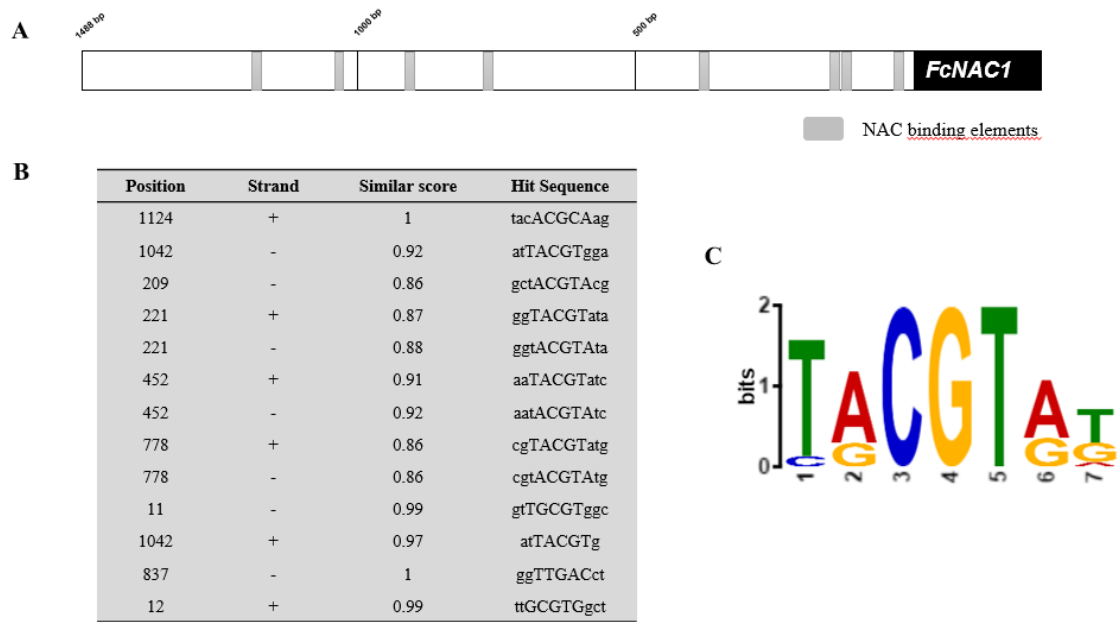 A
1488 bp
1000 bp
500 bp
FcNAC1
NAC binding elements
B
Position Strand Similar score Hit Sequence
1124 + 1 tacACGCAag
1042 - 0.92 atTACGTgga
209 - 0.86 gctACGTAcg
221 + 0.87 ggTACGTata
221 - 0.88 ggtACGTAta
452 + 0.91 aaTACGTatc
452 - 0.92 aatACGTAtc
778 + 0.86 cgTACGTatg
778 - 0.86 cgtACGTAtg
11 - 0.99 gtTGCGTggc
1042 + 0.97 atTACGTg
837 - 1 ggTTGACct
12 + 0.99 ttGCGTGgct
C
2
bits
1
0
T A C G T A T
C G G G
A
1 2 3 4 5 6 7